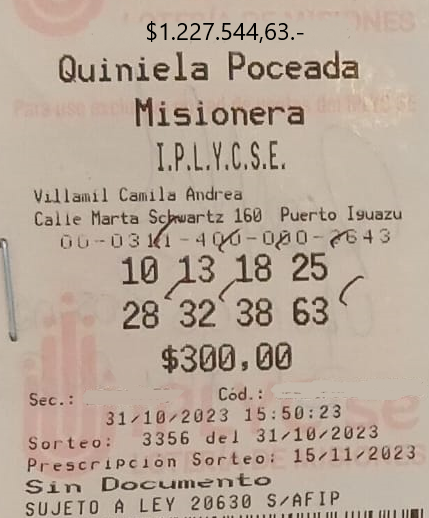 $1.227.544,63.-
Quiniela Poceada
Misionera
I.P.L.Y.C.S.E.
Villamil Camila Andrea
Calle Marta Schwartz 160 Puerto Iguazu
10 13 18 25
28 32 38 63
$300,00
Sec.: Cód.:
31/10/2023 15:50:23
Sorteo: 3356 del 31/10/2023
Prescripción Sorteo: 15/11/2023
Sin Documento
SUJETO A LEY 20630 S/AFIP